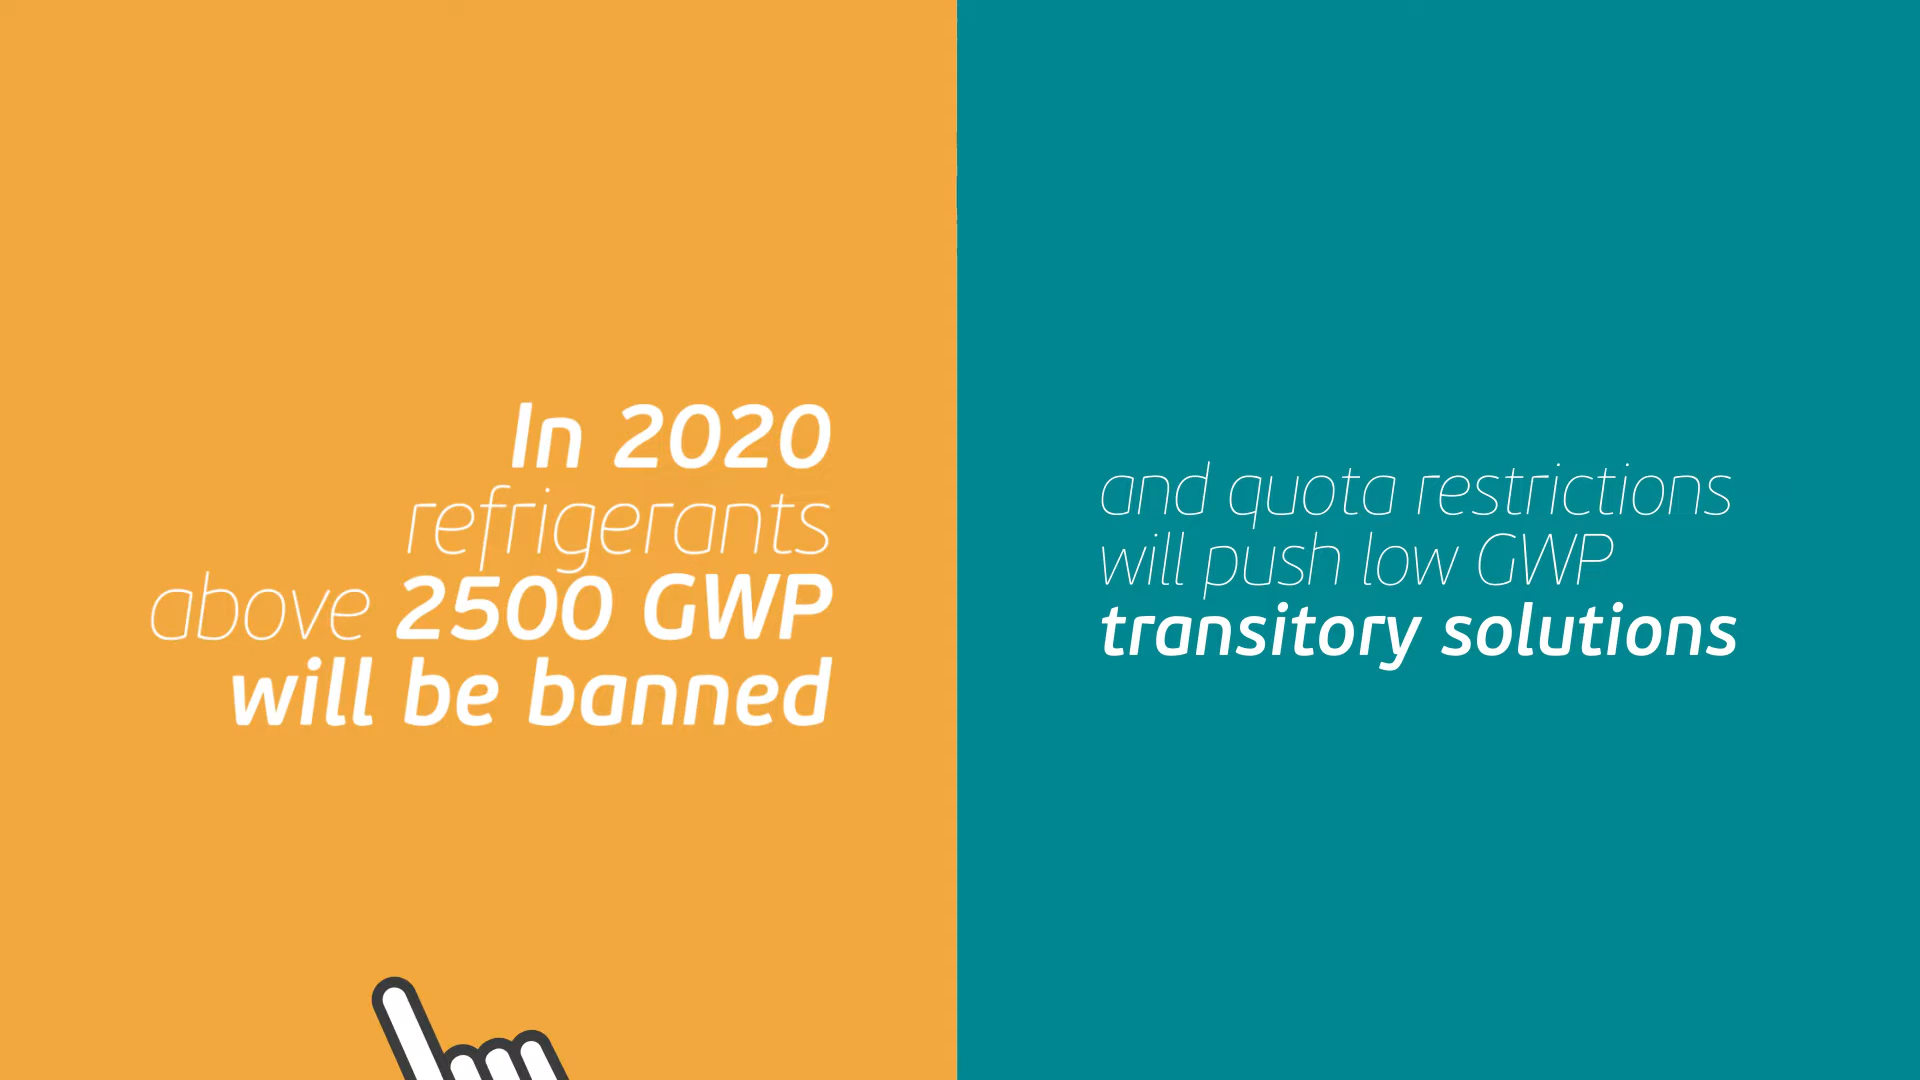 In 2020
refrigerants
above 2500 GWP
will be banned
and quota restrictions
will push low GWP
transitory solutions